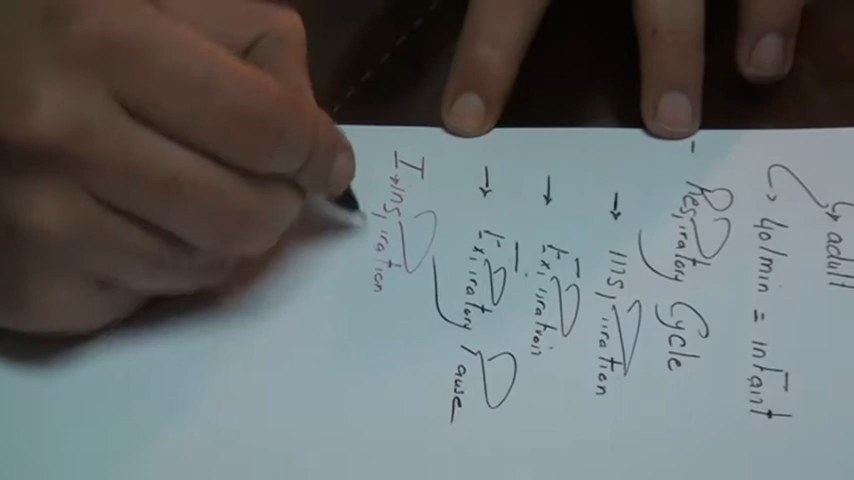 ↳ adult
↳ 40/min = infant
- Respiratory Cycle
→ inspiration
→ Expiration
→ Expiratory Pause
I → inspiration